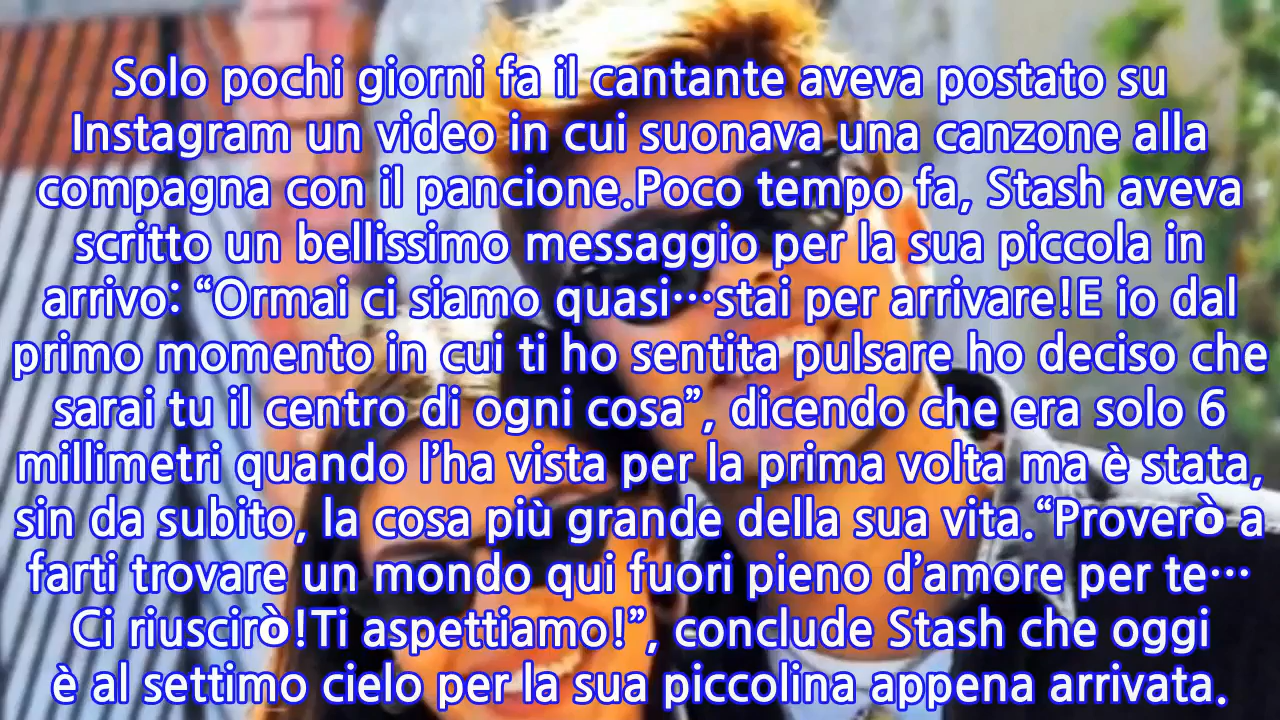 Solo pochi giorni fa il cantante aveva postato su
Instagram un video in cui suonava una canzone alla
compagna con il pancione.Poco tempo fa, Stash aveva
scritto un bellissimo messaggio per la sua piccola in
arrivo: “Ormai ci siamo quasi…stai per arrivare!E io dal
primo momento in cui ti ho sentita pulsare ho deciso che
sarai tu il centro di ogni cosa”, dicendo che era solo 6
millimetri quando l’ha vista per la prima volta ma è stata,
sin da subito, la cosa più grande della sua vita.“Proverò a
farti trovare un mondo qui fuori pieno d’amore per te…
Ci riuscirò!Ti aspettiamo!”, conclude Stash che oggi
è al settimo cielo per la sua piccolina appena arrivata.